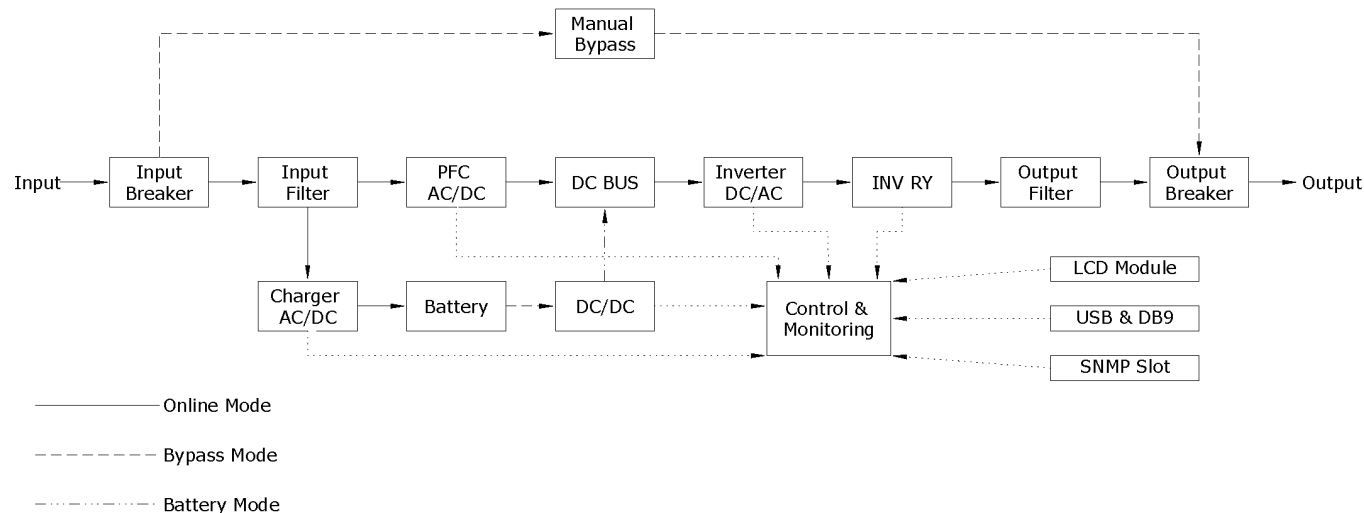 Manual
Bypass
Input
Input
Breaker
Input
Filter
PFC
AC/DC
DC BUS
Inverter
DC/AC
INV RY
Output
Filter
Output
Breaker
Output
Charger
AC/DC
Battery
DC/DC
Control &
Monitoring
LCD Module
USB & DB9
SNMP Slot
Online Mode
Bypass Mode
Battery Mode